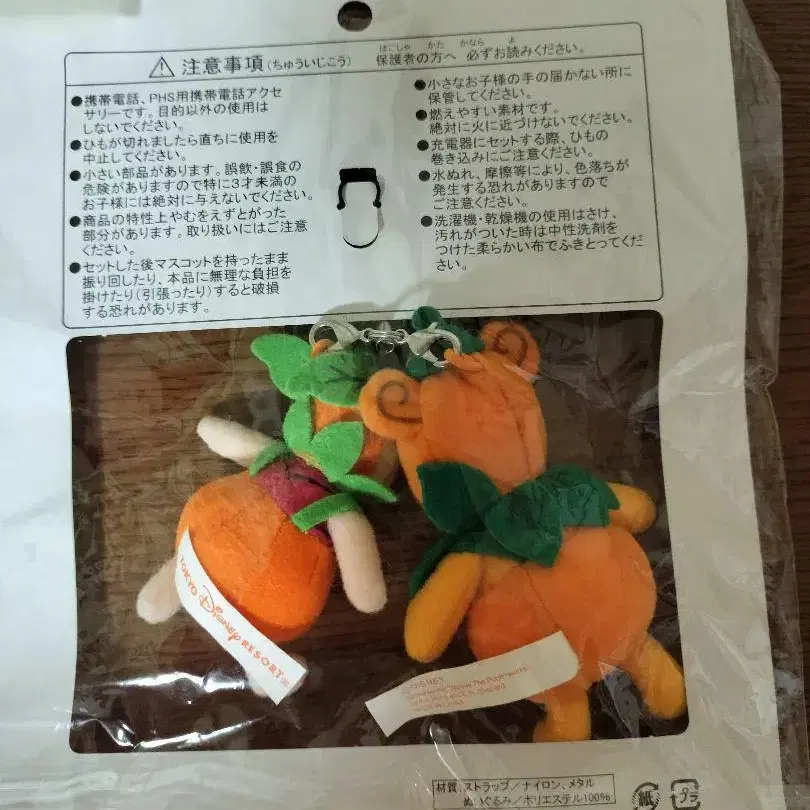 ⚠注意事項(ちゅういじこう) 保護者の方へ 必ずお読みください。
ほごしゃ かた かなら よ
●携帯電話、PHS用携帯電話アクセ
サリーです。目的以外の使用は
しないでください。
●ひもが切れましたら直ちに使用を
中止してください。
●小さい部品があります。誤飲・誤食の
危険がありますので特に3才未満の
お子様には絶対に与えないでください。
●商品の特性上やむをえずとがった
部分があります。取り扱いにはご注意
ください。
●セットした後マスコットを持ったまま
振り回したり、本品に無理な負担を
掛けたり(引張ったり)すると破損
する恐れがあります。
●小さなお子様の手の届かない所に
保管してください。
●燃えやすい素材です。
絶対に火に近づけないでください。
●充電器にセットする際、ひもの
巻き込みにご注意ください。
●水ぬれ、摩擦等により、色落ちが
発生する恐れがありますので
ご注意ください。
●洗濯機・乾燥機の使用はさけ、
汚れがついた時は中性洗剤を
つけた柔らかい布でふきとってくだ
さい。
TOKYO DISNEY RESORT®
©DISNEY
"Winnie The Pooh" works
材質:ストラップ/ナイロン、メタル
ぬいぐるみ/ポリエステル100%